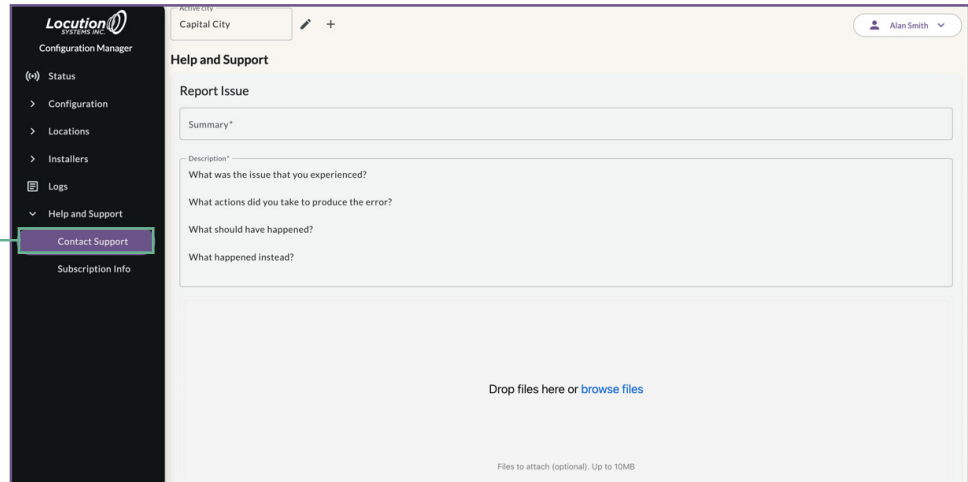 Locution
SYSTEMS INC.
Configuration Manager
Status
Configuration
Locations
Installers
Logs
Help and Support
Contact Support
Subscription Info
Active city
Capital City
Alan Smith
Help and Support
Report Issue
Summary*
Description*
What was the issue that you experienced?
What actions did you take to produce the error?
What should have happened?
What happened instead?
Drop files here or browse files
Files to attach (optional). Up to 10MB